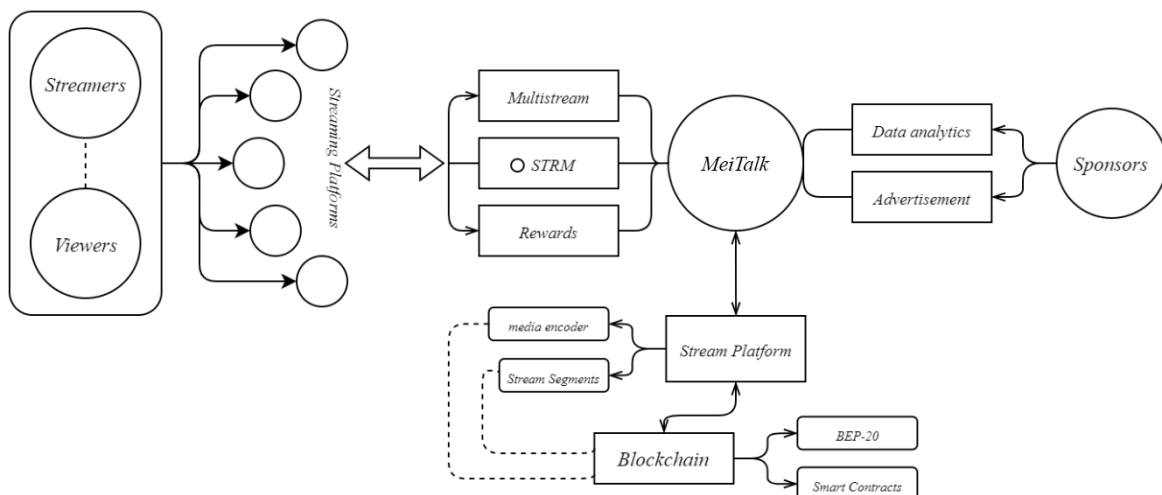 Streamers
Viewers
Streaming Platforms
Multistream
STRM
Rewards
MeiTalk
Data analytics
Advertisement
Sponsors
media encoder
Stream Segments
Stream Platform
Blockchain
BEP-20
Smart Contracts